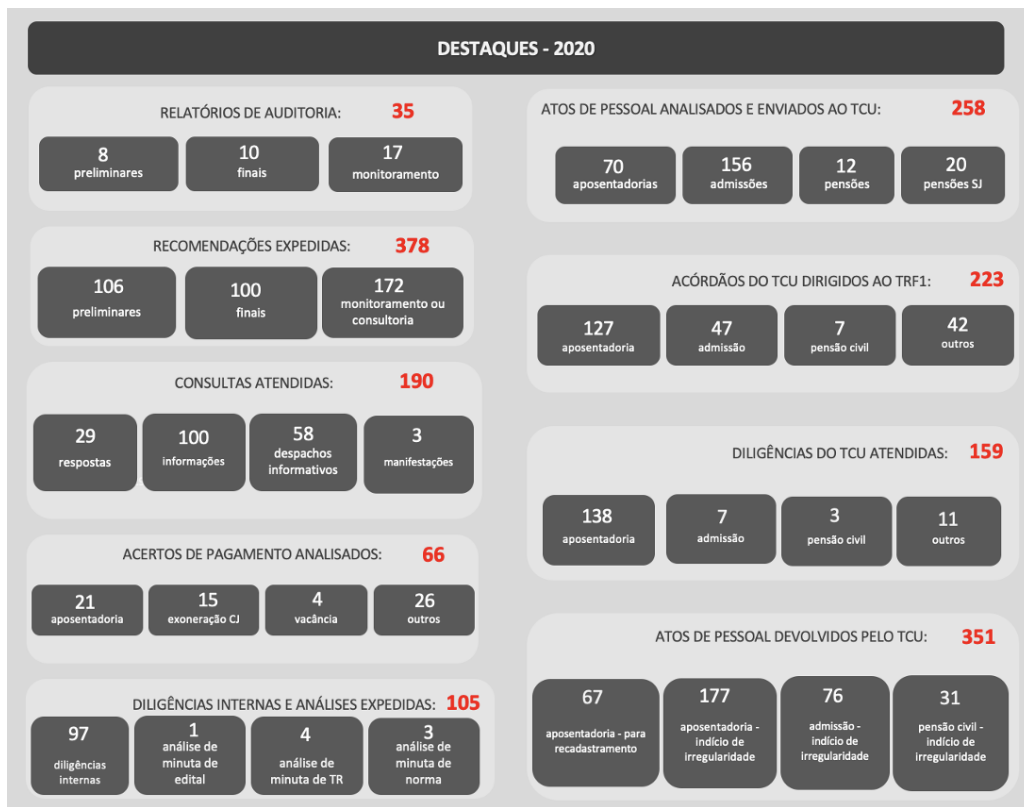 DESTAQUES - 2020
RELATÓRIOS DE AUDITORIA: 35
8
preliminares
10
finais
17
monitoramento
RECOMENDAÇÕES EXPEDIDAS: 378
106
preliminares
100
finais
172
monitoramento ou
consultoria
CONSULTAS ATENDIDAS: 190
29
respostas
100
informações
58
despachos
informativos
3
manifestações
ACERTOS DE PAGAMENTO ANALISADOS: 66
21
aposentadoria
15
exoneração CJ
4
vacância
26
outros
DILIGÊNCIAS INTERNAS E ANÁLISES EXPEDIDAS: 105
97
diligências
internas
1
análise de
minuta de
edital
4
análise de
minuta de TR
3
análise de
minuta de
norma
ATOS DE PESSOAL ANALISADOS E ENVIADOS AO TCU: 258
70
aposentadorias
156
admissões
12
pensões
20
pensões SJ
ACÓRDÃOS DO TCU DIRIGIDOS AO TRF1: 223
127
aposentadoria
47
admissão
7
pensão civil
42
outros
DILIGÊNCIAS DO TCU ATENDIDAS: 159
138
aposentadoria
7
admissão
3
pensão civil
11
outros
ATOS DE PESSOAL DEVOLVIDOS PELO TCU: 351
67
aposentadoria - para
recadastramento
177
aposentadoria -
indício de
irregularidade
76
admissão -
indício de
irregularidade
31
pensão civil -
indício de
irregularidade